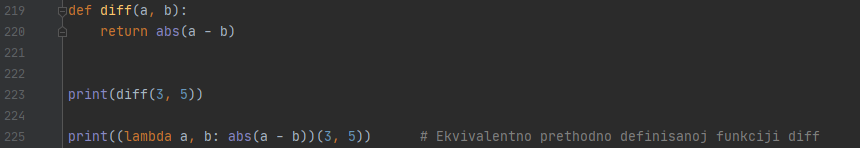 219 def diff(a, b):
220     return abs(a - b)
221
222
223 print(diff(3, 5))
224
225 print((lambda a, b: abs(a - b))(3, 5))      # Ekvivalentno prethodno definisanoj funkciji diff